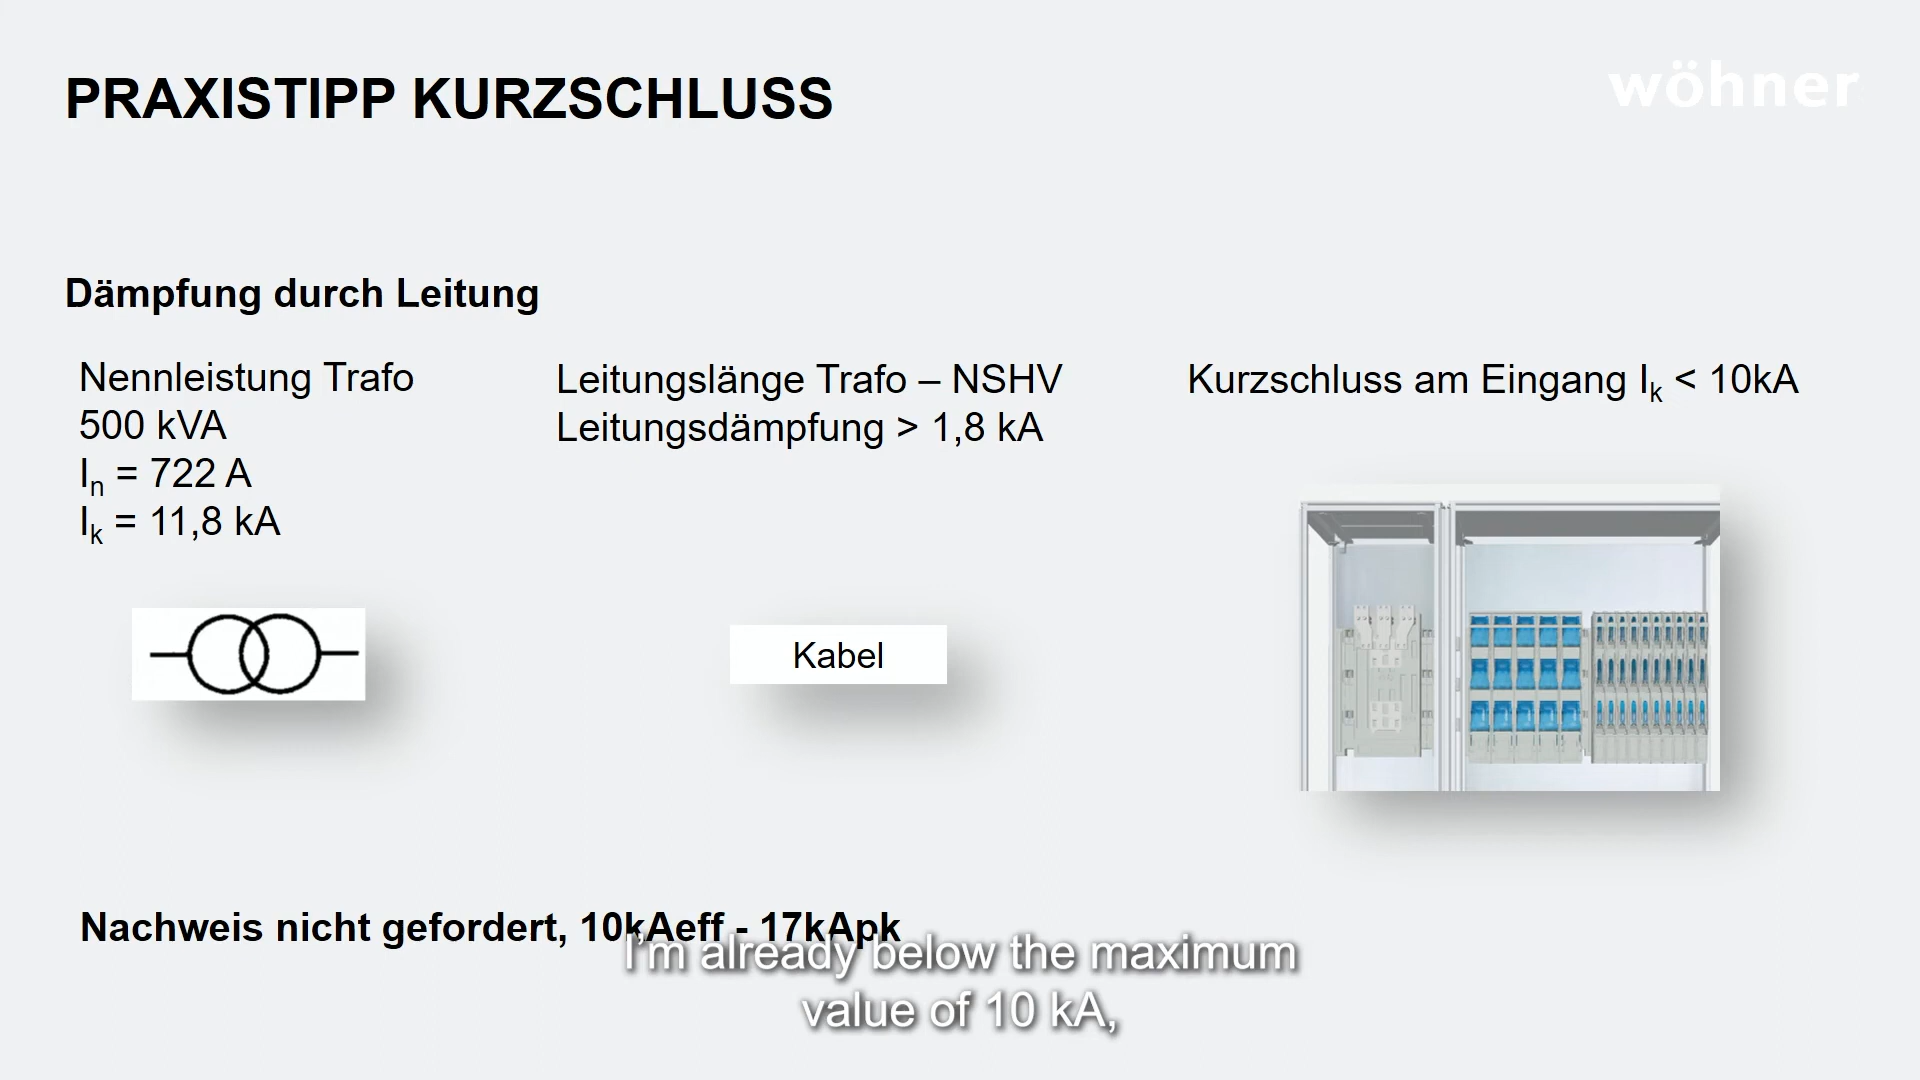 PRAXISTIPP KURZSCHLUSS
wöhner
Dämpfung durch Leitung
Nennleistung Trafo
500 kVA
Iₙ = 722 A
Iₖ = 11,8 kA
Leitungslänge Trafo – NSHV
Leitungsdämpfung > 1,8 kA
Kurzschluss am Eingang Iₖ < 10kA
Kabel
Nachweis nicht gefordert, 10kAeff - 17kApk
I'm already below the maximum
value of 10 kA,